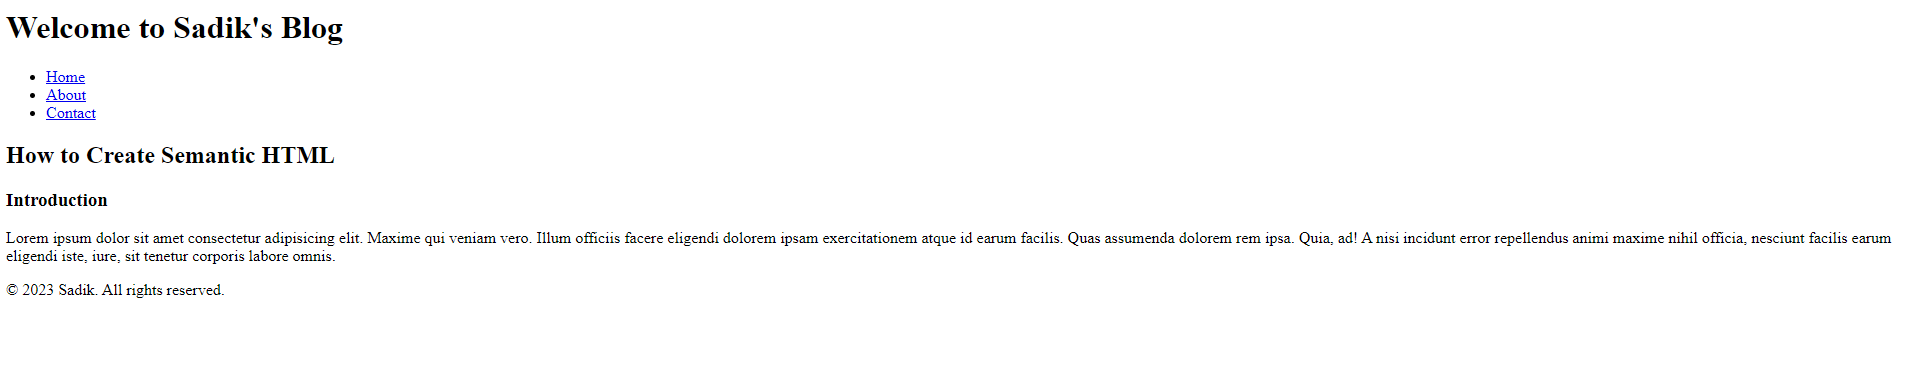 Welcome to Sadik's Blog
Home
About
Contact
How to Create Semantic HTML
Introduction
Lorem ipsum dolor sit amet consectetur adipisicing elit. Maxime qui veniam vero. Illum officiis facere eligendi dolorem ipsam exercitationem atque id earum facilis. Quas assumenda dolorem rem ipsa. Quia, ad! A nisi incidunt error repellendus animi maxime nihil officia, nesciunt facilis earum
eligendi iste, iure, sit tenetur corporis labore omnis.
© 2023 Sadik. All rights reserved.